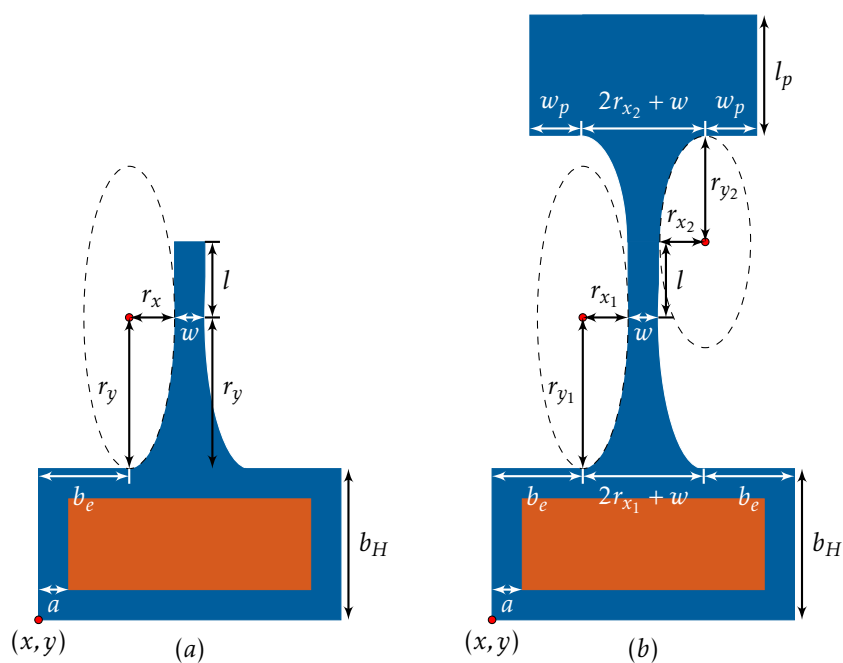 r_x
l
w
r_y
r_y
b_e
b_H
a
(x, y)
(a)
l_p
w_p
2r_{x_2} + w
w_p
r_{y_2}
r_{x_2}
l
r_{x_1}
w
r_{y_1}
b_e
2r_{x_1} + w
b_e
b_H
a
(x, y)
(b)